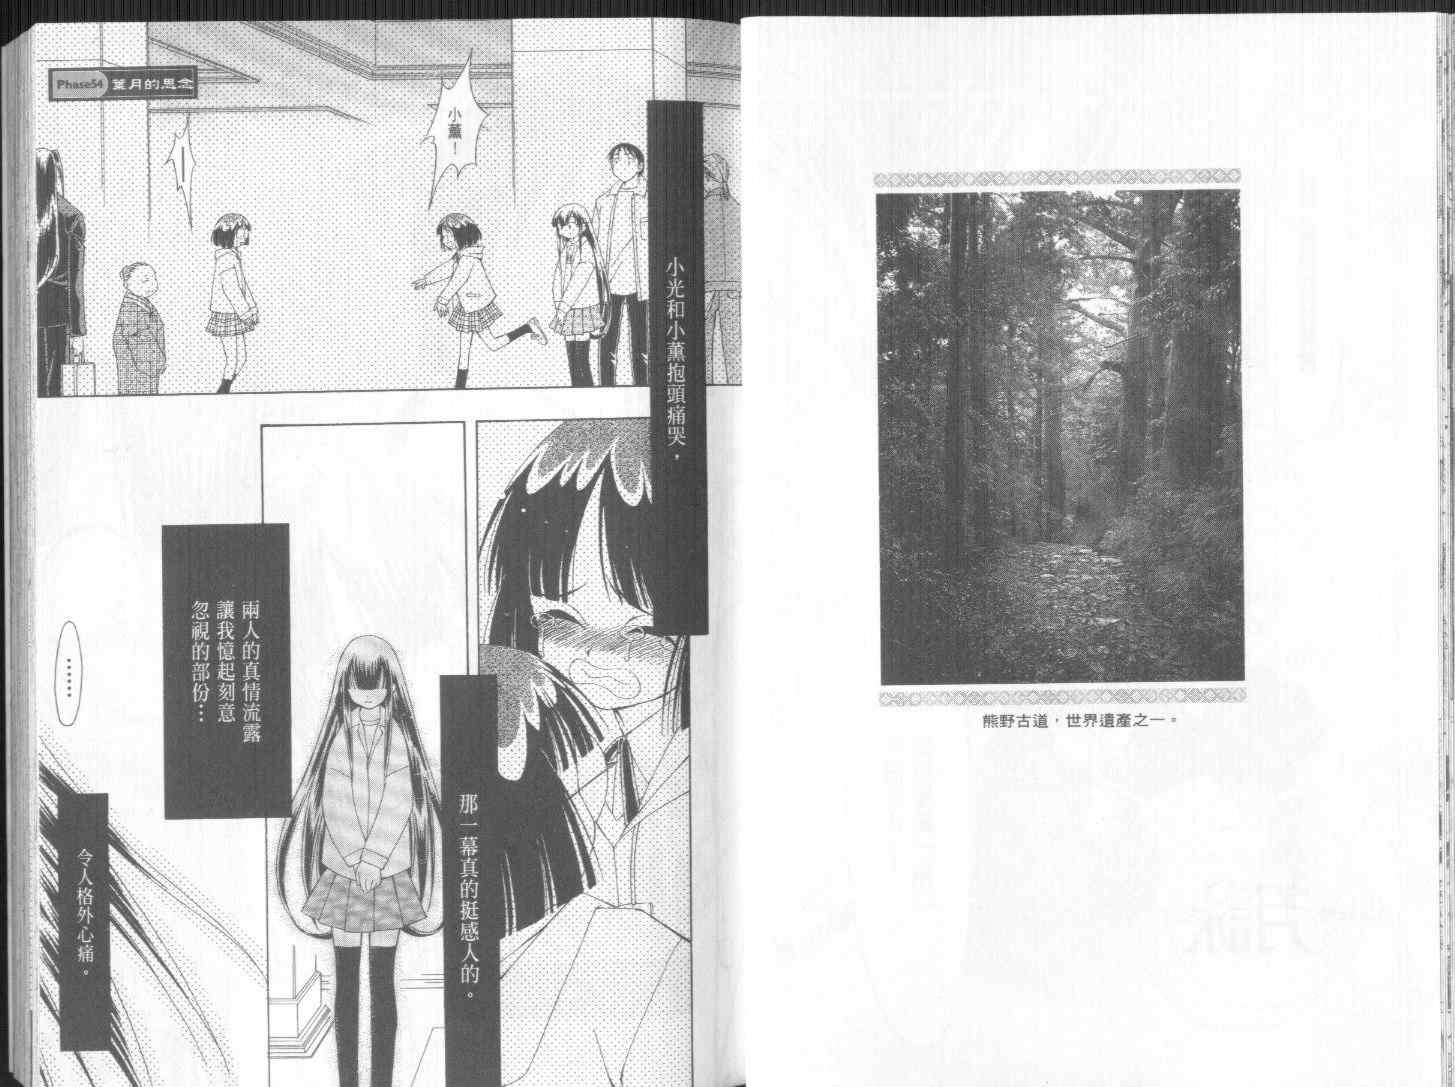 熊野古道，世界遺產之一。
Phase54 葉月的思念
小薫！
小光和小薫抱頭痛哭，
那一幕真的挺感人的。
兩人的真情流露
讓我憶起刻意
忽視的部份…
……
令人格外心痛。